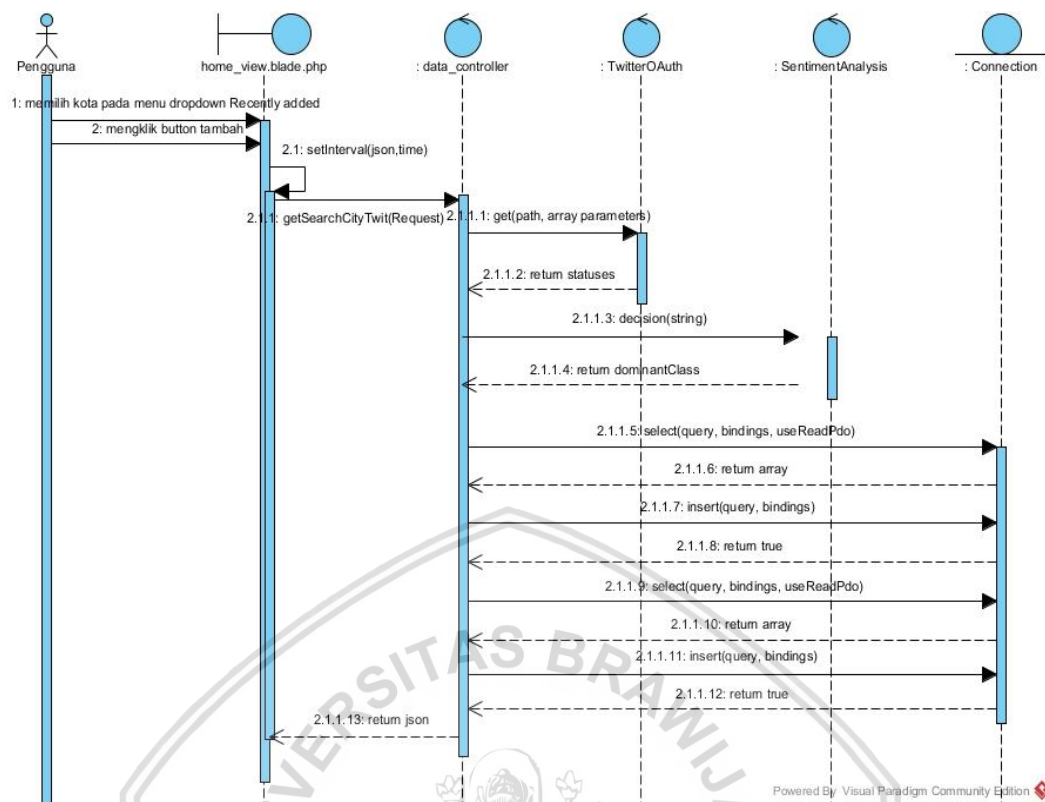 Pengguna
home_view.blade.php
: data_controller
: TwitterOAuth
: SentimentAnalysis
: Connection
1: memilih kota pada menu dropdown Recently added
2: mengklik button tambah
2.1: setInterval(json,time)
2.1.1: getSearchCityTwit(Request)
2.1.1.1: get(path, array parameters)
2.1.1.2: return statuses
2.1.1.3: decision(string)
2.1.1.4: return dominantClass
2.1.1.5: select(query, bindings, useReadPdo)
2.1.1.6: return array
2.1.1.7: insert(query, bindings)
2.1.1.8: return true
2.1.1.9: select(query, bindings, useReadPdo)
2.1.1.10: return array
2.1.1.11: insert(query, bindings)
2.1.1.12: return true
2.1.1.13: return json
VERSITAS BRAWIJ
Powered By Visual Paradigm Community Edition